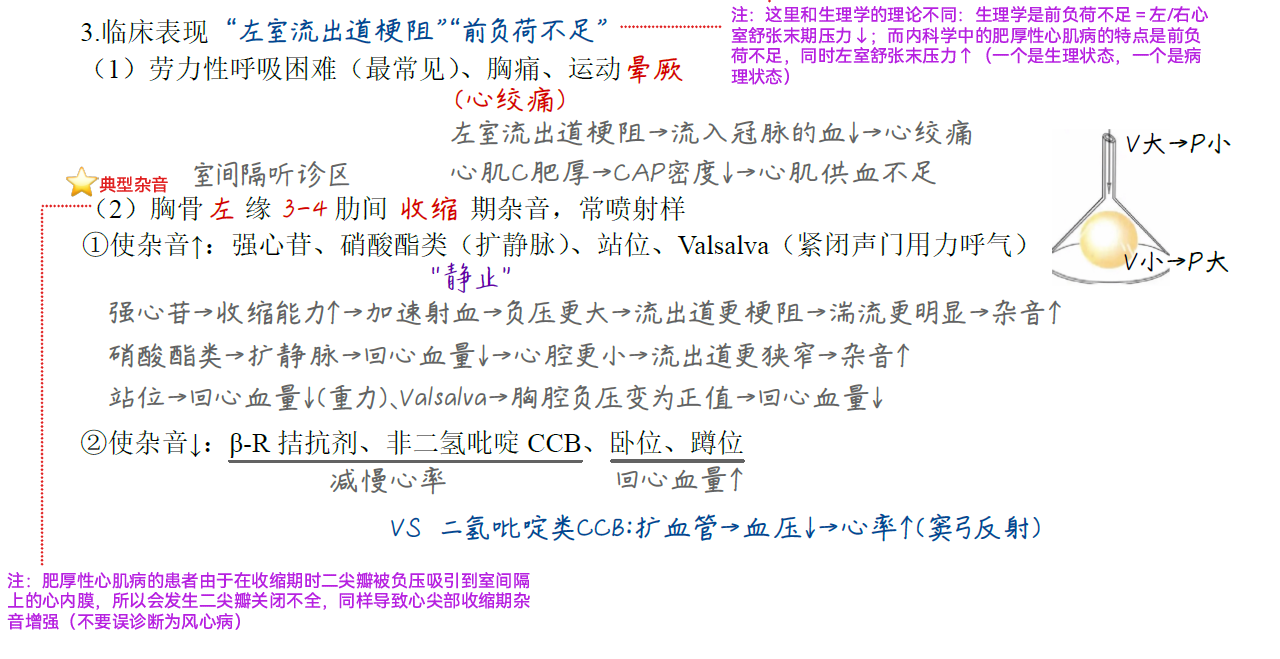 3.临床表现 “左室流出道梗阻”“前负荷不足”
注：这里和生理学的理论不同：生理学是前负荷不足＝左/右心
室舒张末期压力↓；而内科学中的肥厚性心肌病的特点是前负
荷不足，同时左室舒张末压力↑（一个是生理状态，一个是病
理状态）
（1）劳力性呼吸困难（最常见）、胸痛、运动晕厥
(心绞痛)
左室流出道梗阻→流入冠脉的血↓→心绞痛
心肌C肥厚→CAP密度↓→心肌供血不足
V大→P小
V小→P大
典型杂音 室间隔听诊区
（2）胸骨左缘 3-4 肋间 收缩 期杂音，常喷射样
①使杂音↑：强心苷、硝酸酯类（扩静脉）、站位、Valsalva（紧闭声门用力呼气）
"静止"
强心苷→收缩能力↑→加速射血→负压更大→流出道更梗阻→湍流更明显→杂音↑
硝酸酯类→扩静脉→回心血量↓→心腔更小→流出道更狭窄→杂音↑
站位→回心血量↓(重力)、Valsalva→胸腔负压变为正值→回心血量↓
②使杂音↓：β-R 拮抗剂、非二氢吡啶 CCB、卧位、蹲位
减慢心率 回心血量↑
VS 二氢吡啶类CCB:扩血管→血压↓→心率↑(窦弓反射)
注：肥厚性心肌病的患者由于在收缩期时二尖瓣被负压吸引到室间隔
上的心内膜，所以会发生二尖瓣关闭不全，同样导致心尖部收缩期杂
音增强（不要误诊断为风心病）